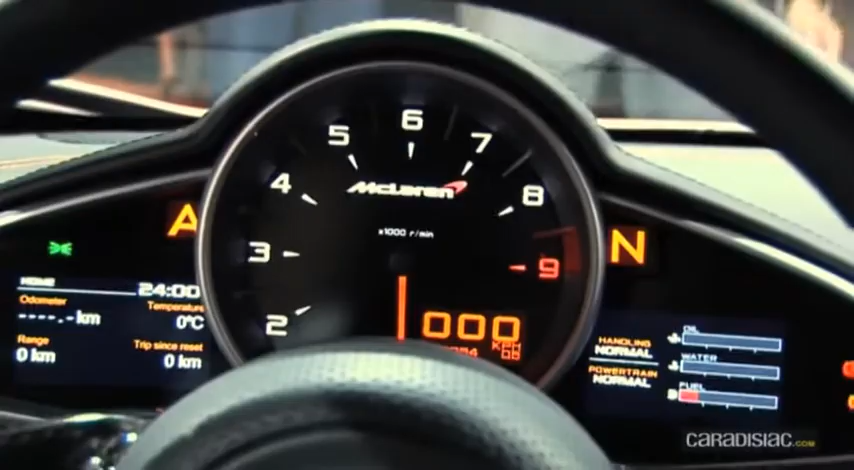 6
5
7
4
8
McLaren
x1000 r/min
3
9
2
A
N
HOME
24:00
Odometer
Temperature
----.-km
0°C
Range
Trip since reset
0 km
0 km
000
KPH
HANDLING
NORMAL
POWERTRAIN
NORMAL
OIL
WATER
FUEL
CARADISIAC.COM